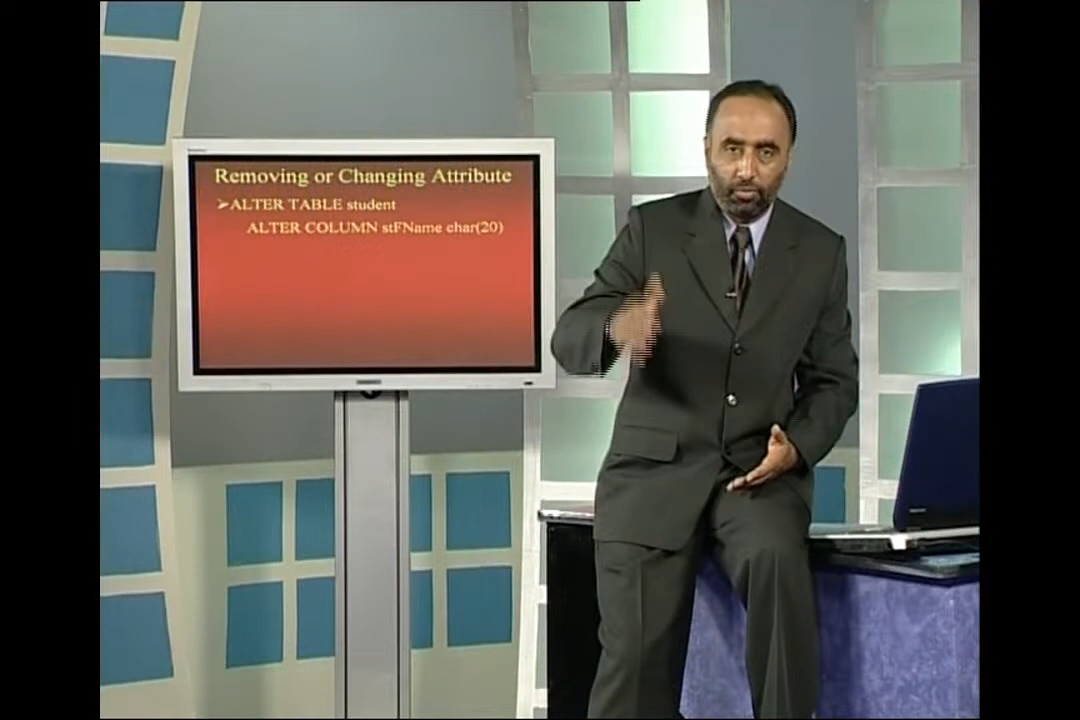 Removing or Changing Attribute
➢ALTER TABLE student
ALTER COLUMN stFName char(20)